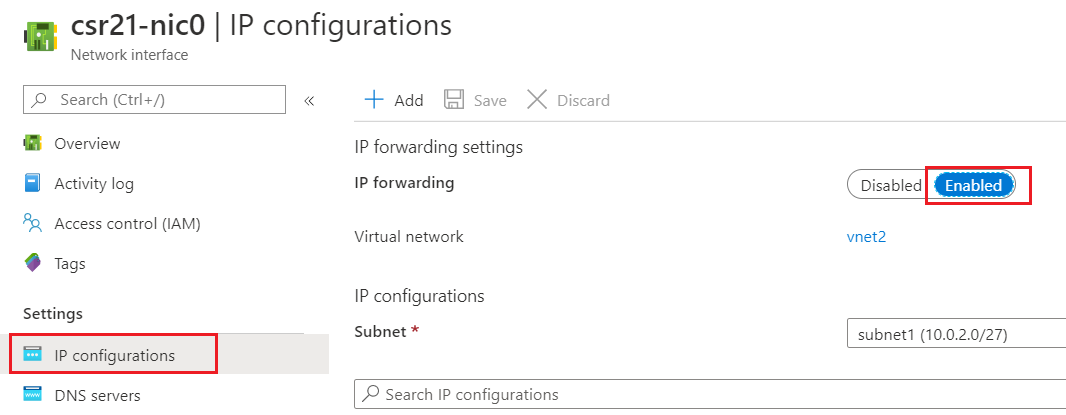 csr21-nic0 | IP configurations
Network interface
Search (Ctrl+/)
«
Overview
Activity log
Access control (IAM)
Tags
Settings
IP configurations
DNS servers
Add Save Discard
IP forwarding settings
IP forwarding Disabled Enabled
Virtual network vnet2
IP configurations
Subnet * subnet1 (10.0.2.0/27)
Search IP configurations